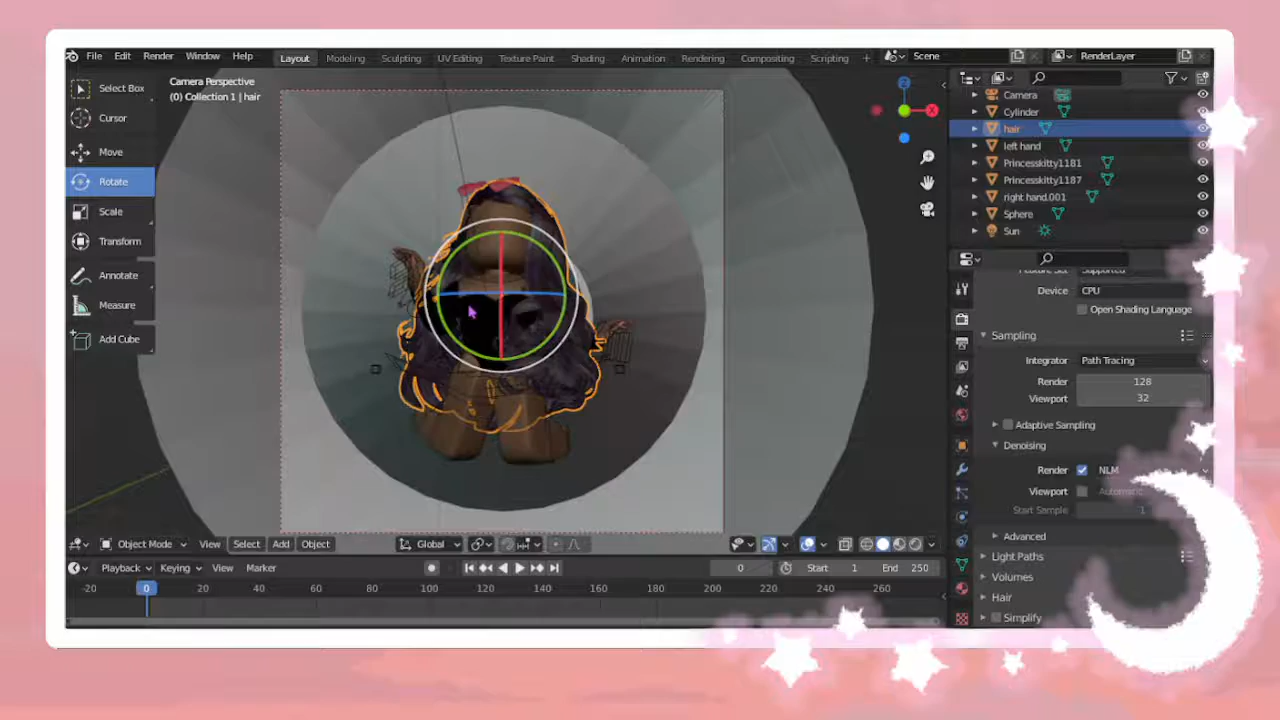 File Edit Render Window Help Layout Modeling Sculpting UV Editing Texture Paint Shading Animation Rendering Compositing Scripting + Scene RenderLayer
Select Box
Cursor
Move
Rotate
Scale
Transform
Annotate
Measure
Add Cube
Camera Perspective
(0) Collection 1 | hair
Z
X
Camera
Cylinder
hair
left hand
Princesskitty1181
Princesskitty1187
right hand.001
Sphere
Sun
Feature Set Supported
Device CPU
Open Shading Language
Sampling
Integrator Path Tracing
Render 128
Viewport 32
Adaptive Sampling
Denoising
Render NLM
Viewport Automatic
Start Sample 1
Advanced
Light Paths
Volumes
Hair
Simplify
Object Mode View Select Add Object Global
Playback Keying View Marker 0 Start 1 End 250
-20 0 20 40 60 80 100 120 140 160 180 200 220 240 260